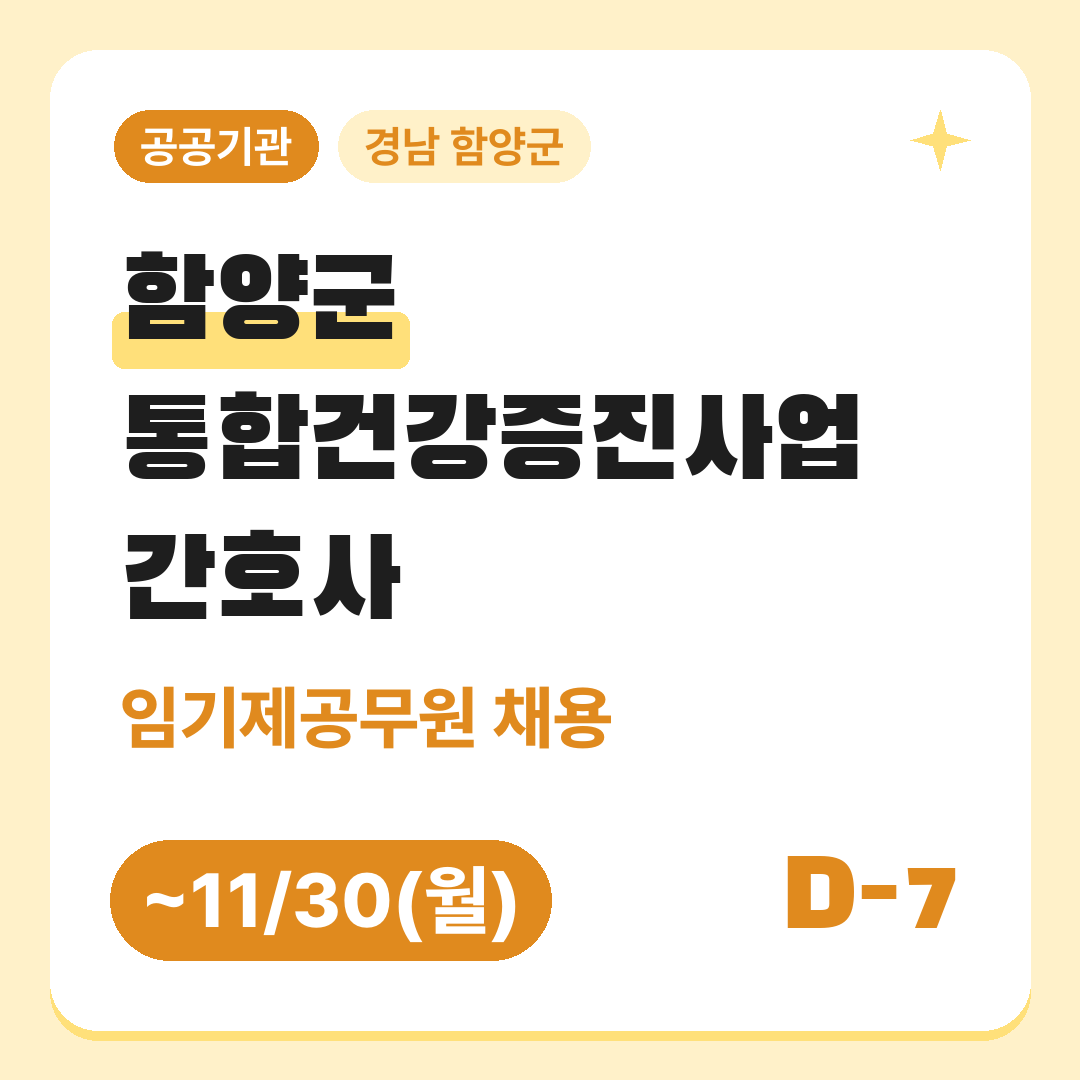 공공기관 경남 함양군
함양군
통합건강증진사업
간호사
임기제공무원 채용
~11/30(월) D-7